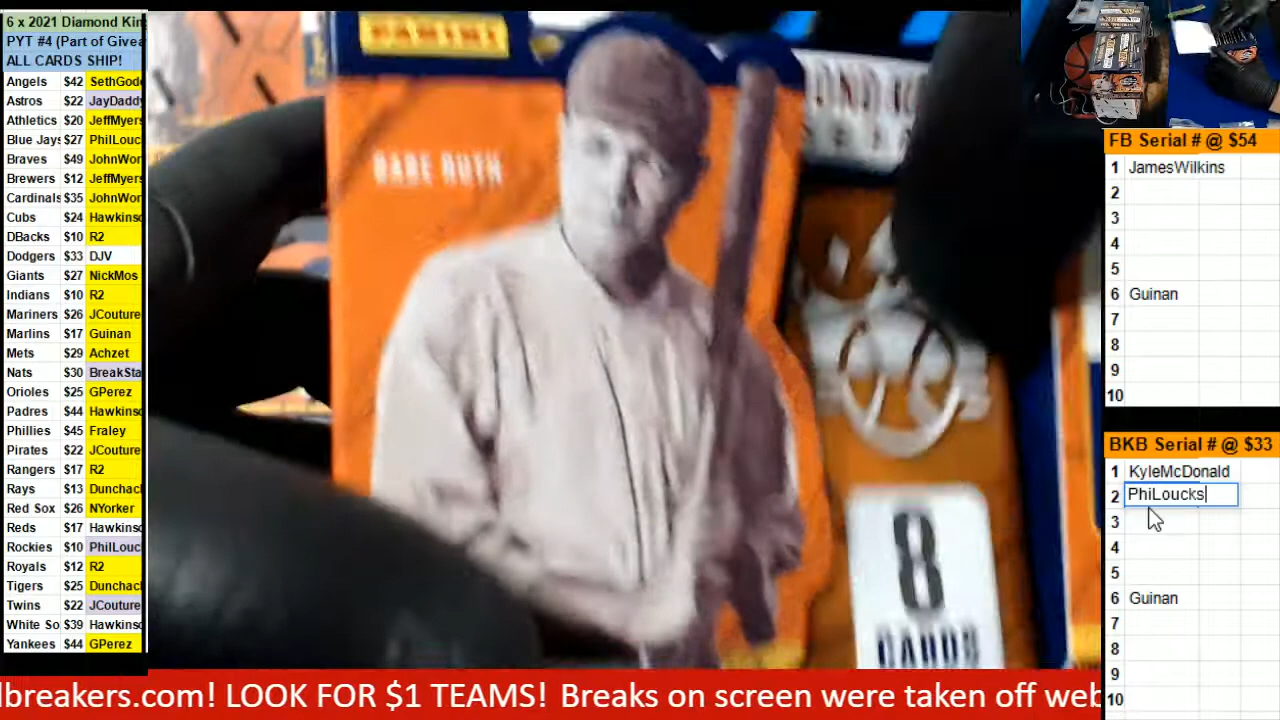 6 x 2021 Diamond Kin
PYT #4 (Part of Givea
ALL CARDS SHIP!
Angels $42 SethGod
Astros $22 JayDaddy
Athletics $20 JeffMyers
Blue Jays $27 PhilLouc
Braves $49 JohnWor
Brewers $12 JeffMyers
Cardinals $35 JohnWor
Cubs $24 Hawkinso
DBacks $10 R2
Dodgers $33 DJV
Giants $27 NickMos
Indians $10 R2
Mariners $26 JCouture
Marlins $17 Guinan
Mets $29 Achzet
Nats $30 BreakSta
Orioles $25 GPerez
Padres $44 Hawkinso
Phillies $45 Fraley
Pirates $22 JCouture
Rangers $17 R2
Rays $13 Dunchac
Red Sox $26 NYorker
Reds $17 Hawkinso
Rockies $10 PhilLouc
Royals $12 R2
Tigers $25 Dunchac
Twins $22 JCouture
White So $39 Hawkinso
Yankees $44 GPerez
PANINI
BABE RUTH
8
CARDS
FB Serial # @ $54
1 JamesWilkins
2
3
4
5
6 Guinan
7
8
9
10
BKB Serial # @ $33
1 KyleMcDonald
2 PhiLoucks
3
4
5
6 Guinan
7
8
9
10
lbreakers.com! LOOK FOR $1 TEAMS! Breaks on screen were taken off web